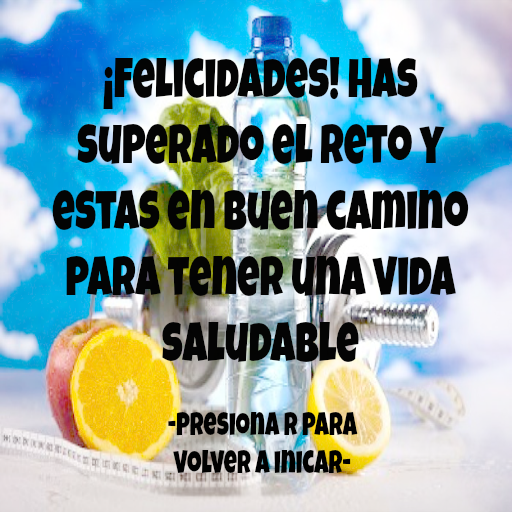 ¡Felicidades! Has
superado el reto y
estas en buen camino
para tener una vida
saludable
-Presiona R para
volver a inicar-